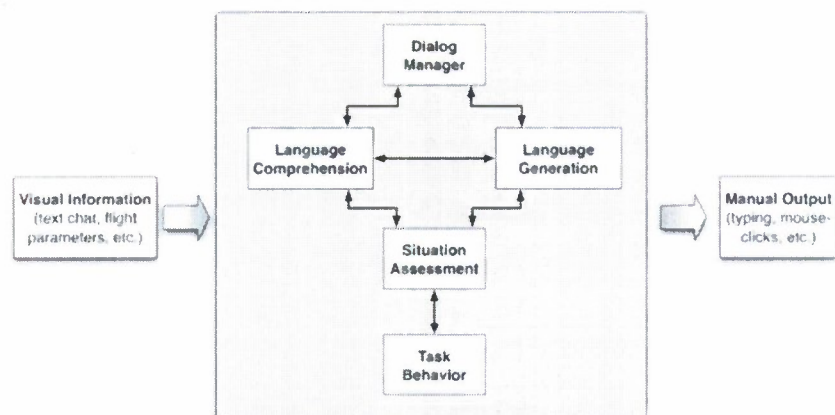 Dialog
Manager
Language
Comprehension
Language
Generation
Visual Information
(text chat, flight
parameters, etc.)
Manual Output
(typing, mouse-
clicks, etc.)
Situation
Assessment
Task
Behavior